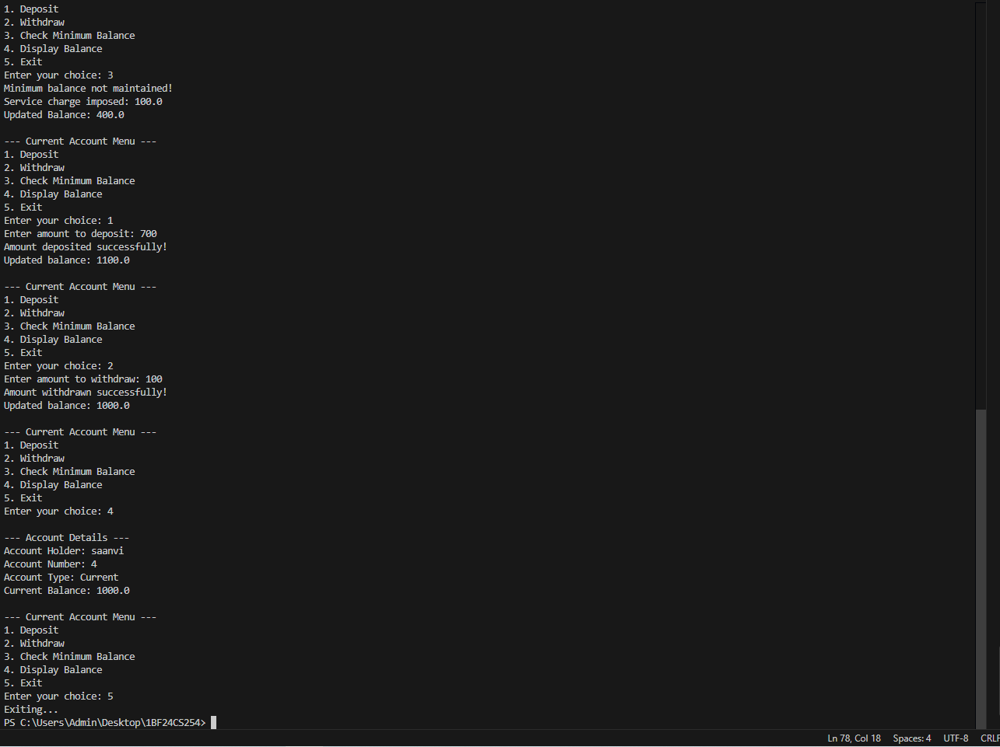 1. Deposit
2. Withdraw
3. Check Minimum Balance
4. Display Balance
5. Exit
Enter your choice: 3
Minimum balance not maintained!
Service charge imposed: 100.0
Updated Balance: 400.0
--- Current Account Menu ---
1. Deposit
2. Withdraw
3. Check Minimum Balance
4. Display Balance
5. Exit
Enter your choice: 1
Enter amount to deposit: 700
Amount deposited successfully!
Updated balance: 1100.0
--- Current Account Menu ---
1. Deposit
2. Withdraw
3. Check Minimum Balance
4. Display Balance
5. Exit
Enter your choice: 2
Enter amount to withdraw: 100
Amount withdrawn successfully!
Updated balance: 1000.0
--- Current Account Menu ---
1. Deposit
2. Withdraw
3. Check Minimum Balance
4. Display Balance
5. Exit
Enter your choice: 4
--- Account Details ---
Account Holder: saanvi
Account Number: 4
Account Type: Current
Current Balance: 1000.0
--- Current Account Menu ---
1. Deposit
2. Withdraw
3. Check Minimum Balance
4. Display Balance
5. Exit
Enter your choice: 5
Exiting...
PS C:\Users\Admin\Desktop\1BF24CS254>
Ln 78, Col 18 Spaces: 4 UTF-8 CRLF